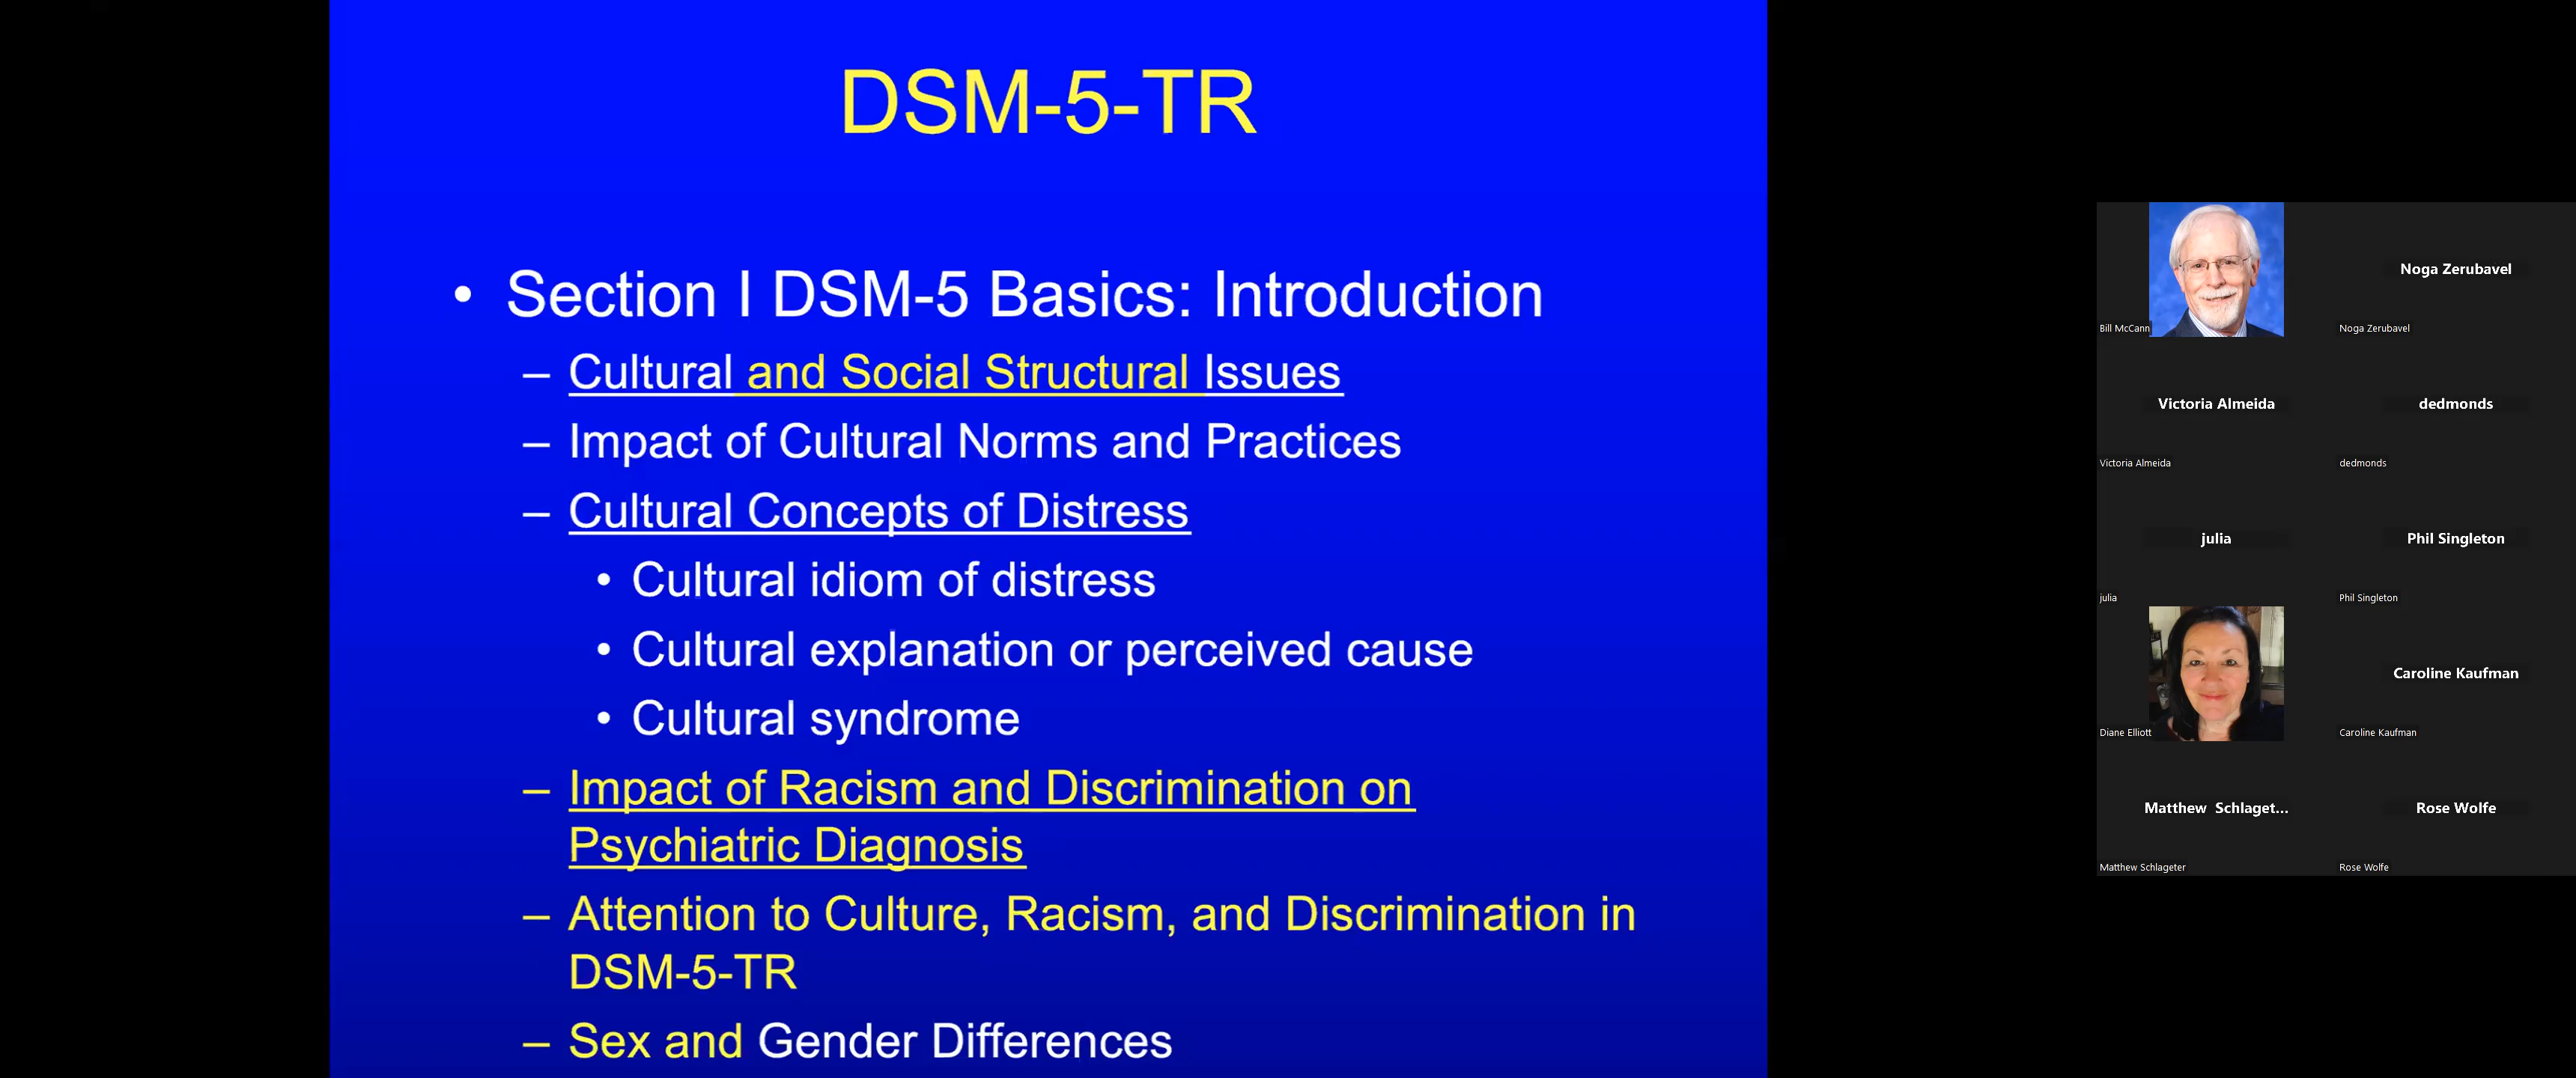 DSM-5-TR
• Section I DSM-5 Basics: Introduction
– Cultural and Social Structural Issues
– Impact of Cultural Norms and Practices
– Cultural Concepts of Distress
• Cultural idiom of distress
• Cultural explanation or perceived cause
• Cultural syndrome
– Impact of Racism and Discrimination on
Psychiatric Diagnosis
– Attention to Culture, Racism, and Discrimination in
DSM-5-TR
– Sex and Gender Differences
Bill McCann
Noga Zerubavel
Noga Zerubavel
Victoria Almeida
Victoria Almeida
dedmonds
dedmonds
julia
julia
Phil Singleton
Phil Singleton
Diane Elliott
Caroline Kaufman
Caroline Kaufman
Matthew Schlaget...
Matthew Schlageter
Rose Wolfe
Rose Wolfe